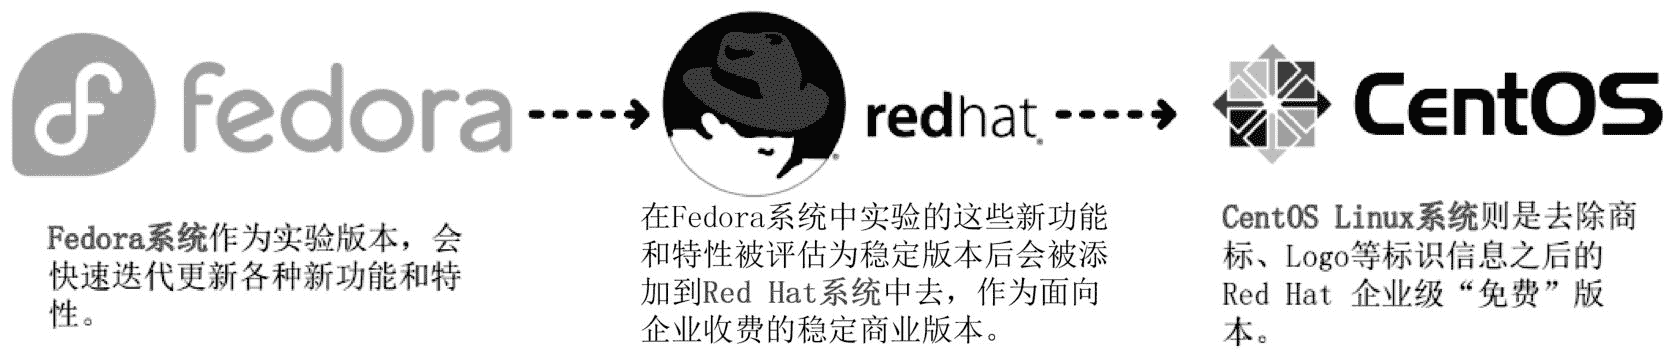 fedora
redhat
CentOS
Fedora系统作为实验版本，会
快速迭代更新各种新功能和特
性。
在Fedora系统中实验的这些新功能
和特性被评估为稳定版本后会被添
加到Red Hat系统中去，作为面向
企业收费的稳定商业版本。
CentOS Linux系统则是去除商
标、Logo等标识信息之后的
Red Hat 企业级“免费”版
本。